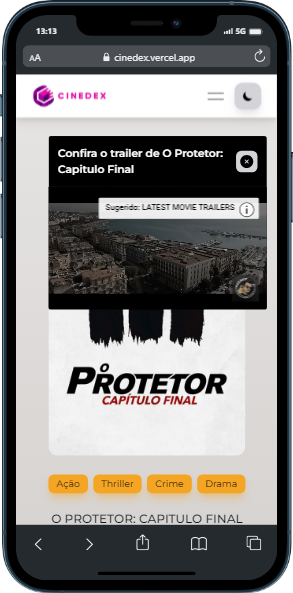 13:13
5G
AA
cinedex.vercel.app
CINEDEX
Confira o trailer de O Protetor:
Capitulo Final
Sugerido: LATEST MOVIE TRAILERS
O
PROTETOR
CAPÍTULO FINAL
Ação
Thriller
Crime
Drama
O PROTETOR: CAPITULO FINAL